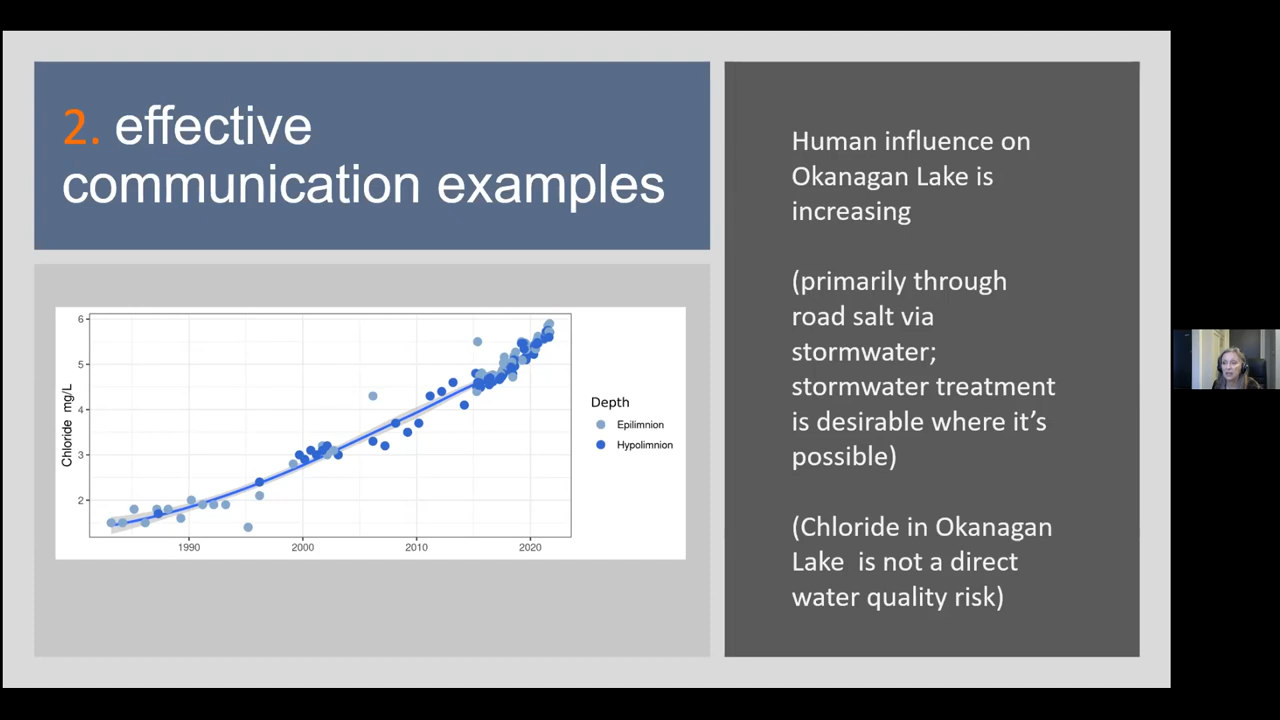 2. effective
communication examples
6
5
4
3
2
Chloride mg/L
1990
2000
2010
2020
Depth
Epilimnion
Hypolimnion
Human influence on
Okanagan Lake is
increasing
(primarily through
road salt via
stormwater;
stormwater treatment
is desirable where it’s
possible)
(Chloride in Okanagan
Lake  is not a direct
water quality risk)